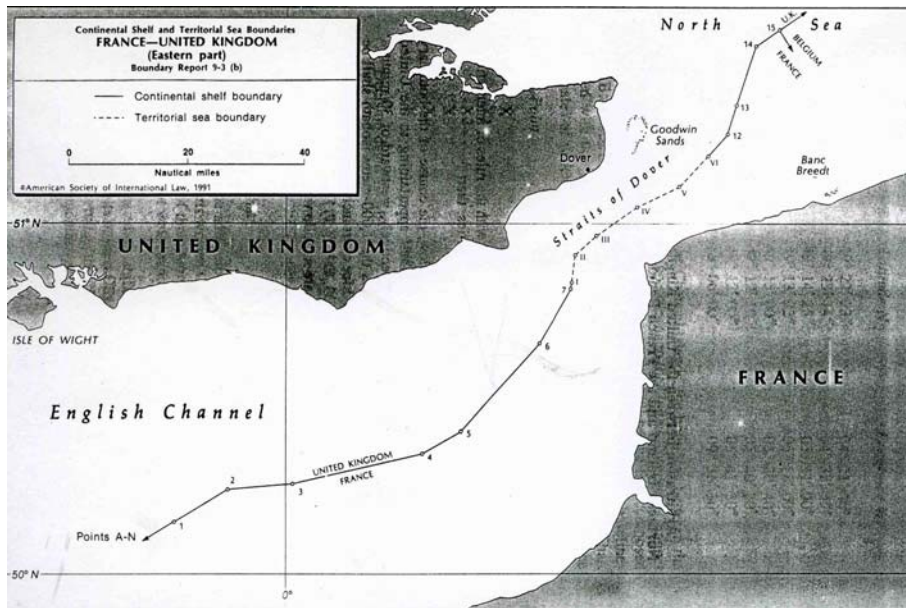 Continental Shelf and Territorial Sea Boundaries
FRANCE—UNITED KINGDOM
(Eastern part)
Boundary Report 9-3 (b)
Continental shelf boundary
Territorial sea boundary
0 20 40
Nautical miles
®American Society of International Law, 1991
North Sea
15
U.K.
BELGIUM
FRANCE
14
13
12
Goodwin
Sands
Dover
VI
V
Banc
Breedt
Straits of Dover
IV
III
II
I
7
51° N
UNITED KINGDOM
ISLE OF WIGHT
6
FRANCE
English Channel
5
UNITED KINGDOM
FRANCE
4
3
2
1
Points A-N
50° N
0°